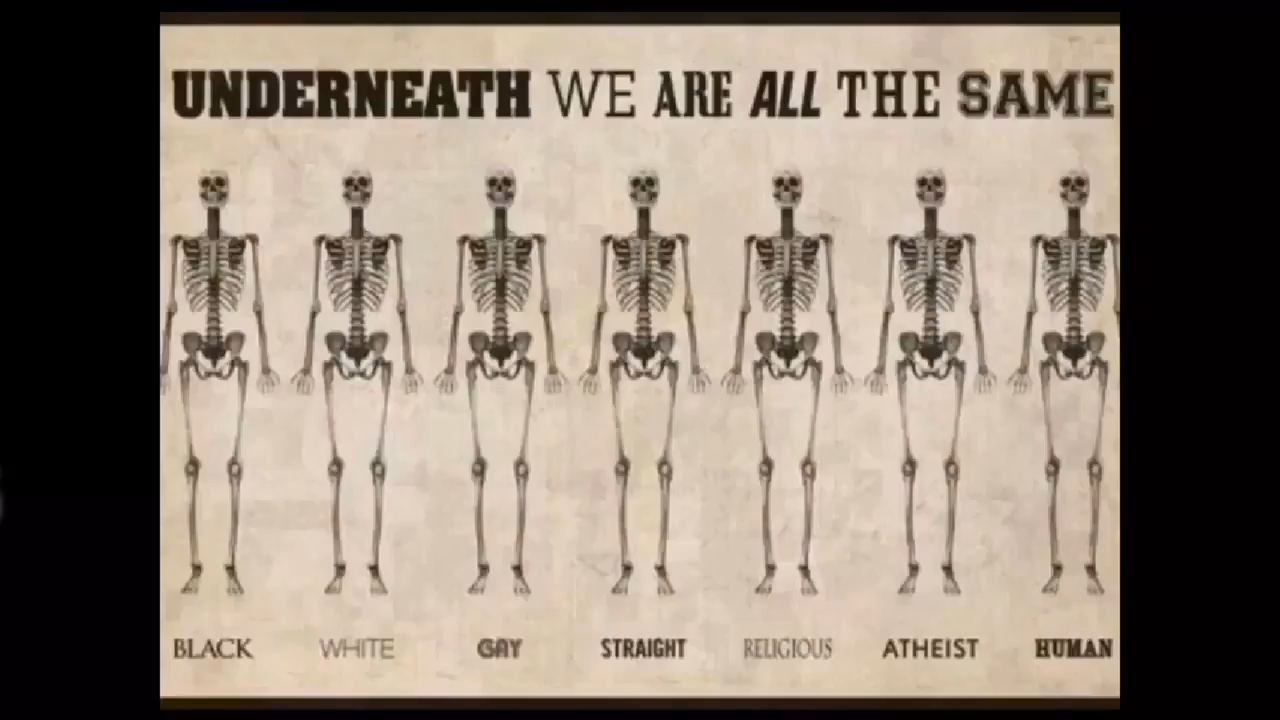 UNDERNEATH WE ARE ALL THE SAME
BLACK WHITE GAY STRAIGHT RELIGIOUS ATHEIST HUMAN